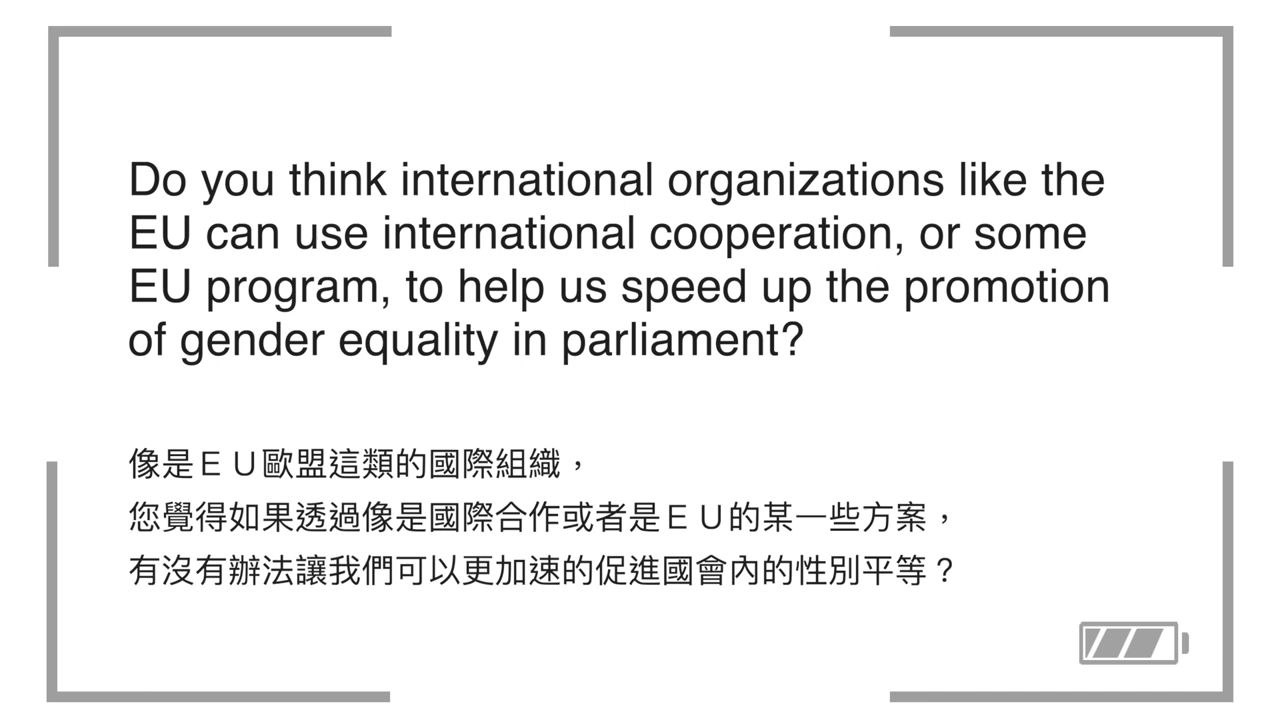 Do you think international organizations like the
EU can use international cooperation, or some
EU program, to help us speed up the promotion
of gender equality in parliament?
像是ＥＵ歐盟這類的國際組織，
您覺得如果透過像是國際合作或者是ＥＵ的某一些方案，
有沒有辦法讓我們可以更加速的促進國會內的性別平等？